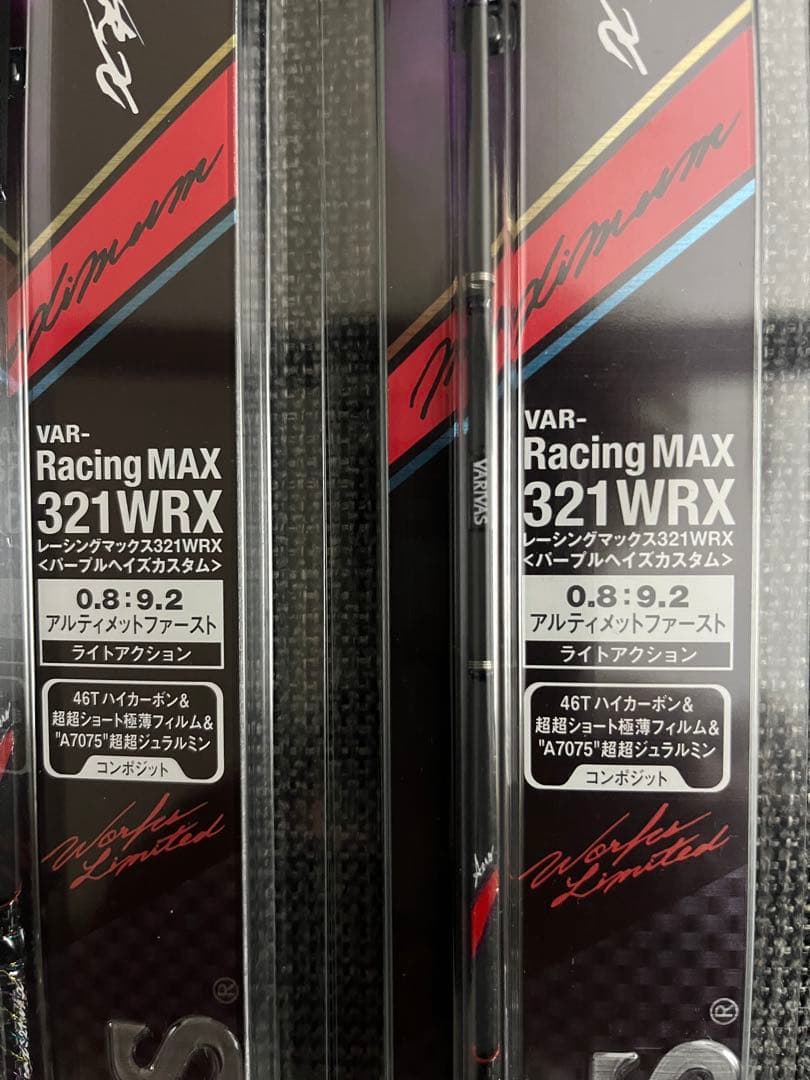 VAR-
Racing MAX
321WRX
レーシングマックス321WRX
<パープルヘイズカスタム>
0.8:9.2
アルティメットファースト
ライトアクション
46Tハイカーボン&
超超ショート極薄フィルム&
"A7075"超超ジュラルミン
コンポジット
Works
Limited
®
VARIVAS
VAR-
Racing MAX
321WRX
レーシングマックス321WRX
<パープルヘイズカスタム>
0.8:9.2
アルティメットファースト
ライトアクション
46Tハイカーボン&
超超ショート極薄フィルム&
"A7075"超超ジュラルミン
コンポジット
Works
Limited
®
S